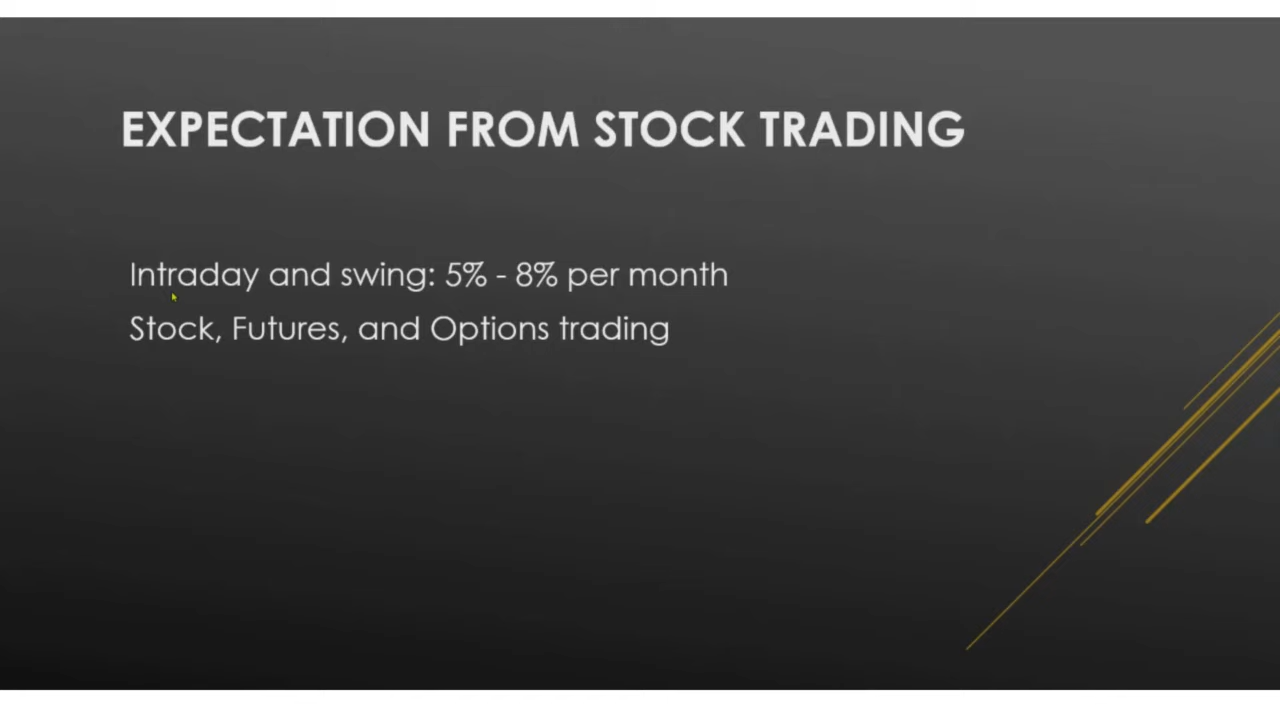 EXPECTATION FROM STOCK TRADING
Intraday and swing: 5% - 8% per month
Stock, Futures, and Options trading